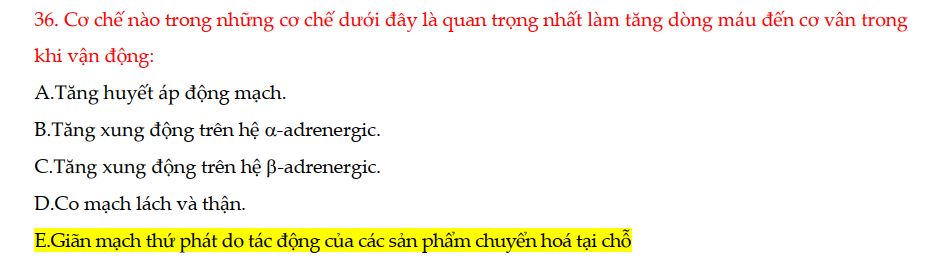 36. Cơ chế nào trong những cơ chế dưới đây là quan trọng nhất làm tăng dòng máu đến cơ vân trong
khi vận động:
A.Tăng huyết áp động mạch.
B.Tăng xung động trên hệ α-adrenergic.
C.Tăng xung động trên hệ β-adrenergic.
D.Co mạch lách và thận.
E.Giãn mạch thứ phát do tác động của các sản phẩm chuyển hoá tại chỗ